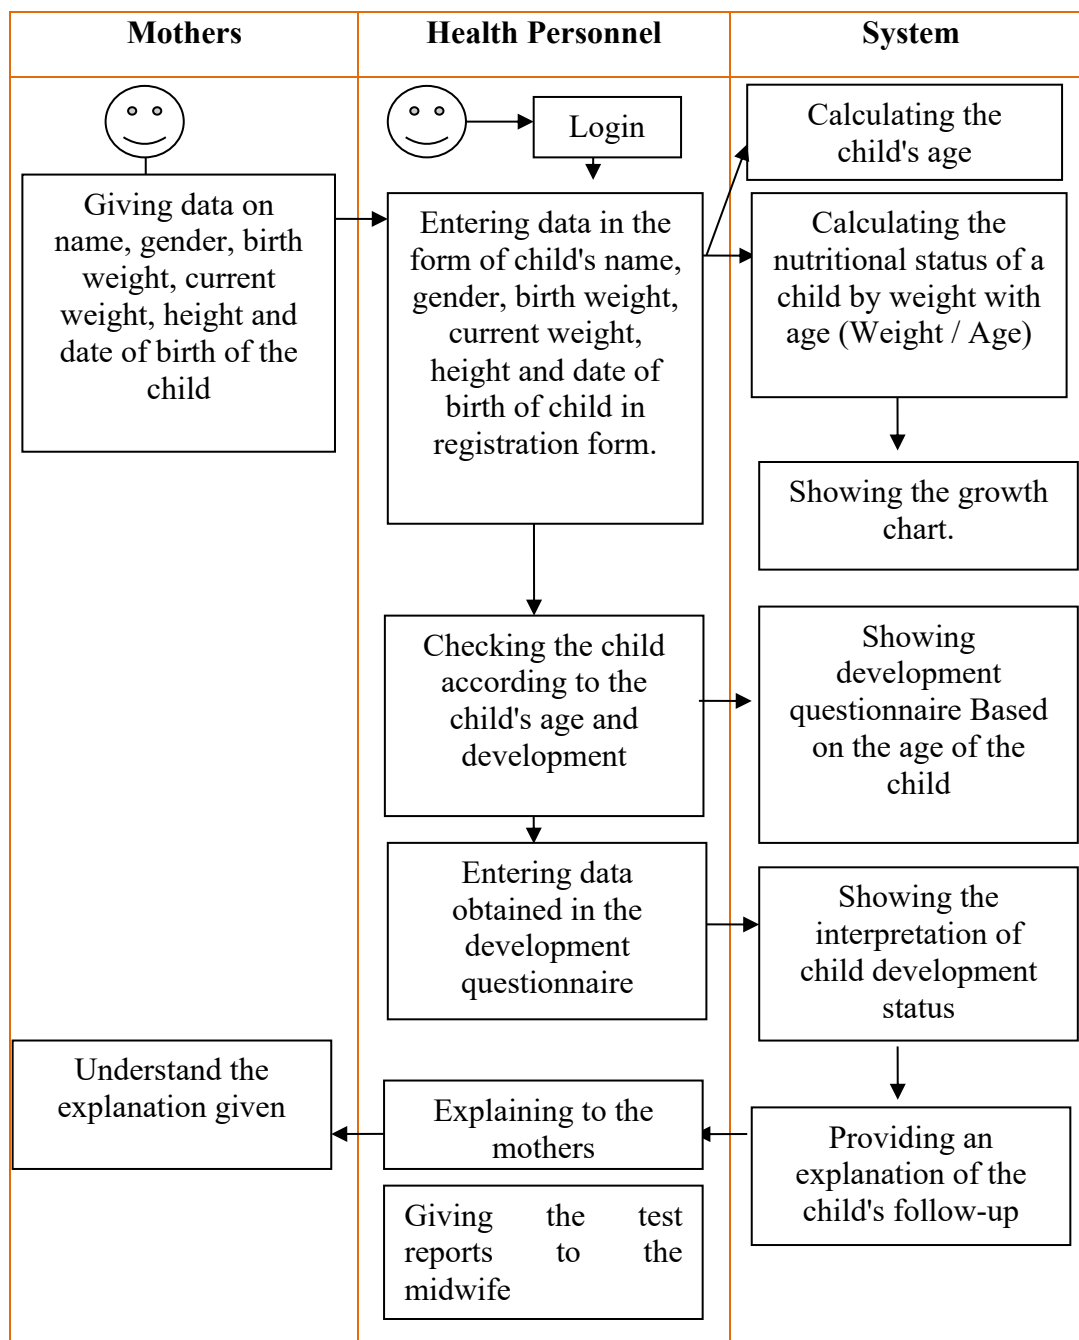 Mothers
Health Personnel
System
Login
Calculating the
child's age
Giving data on
name, gender, birth
weight, current
weight, height and
date of birth of the
child
Entering data in the
form of child's name,
gender, birth weight,
current weight,
height and date of
birth of child in
registration form.
Calculating the
nutritional status of a
child by weight with
age (Weight / Age)
Showing the growth
chart.
Checking the child
according to the
child's age and
development
Showing
development
questionnaire Based
on the age of the
child
Entering data
obtained in the
development
questionnaire
Showing the
interpretation of
child development
status
Understand the
explanation given
Explaining to the
mothers
Providing an
explanation of the
child's follow-up
Giving the test
reports to the
midwife